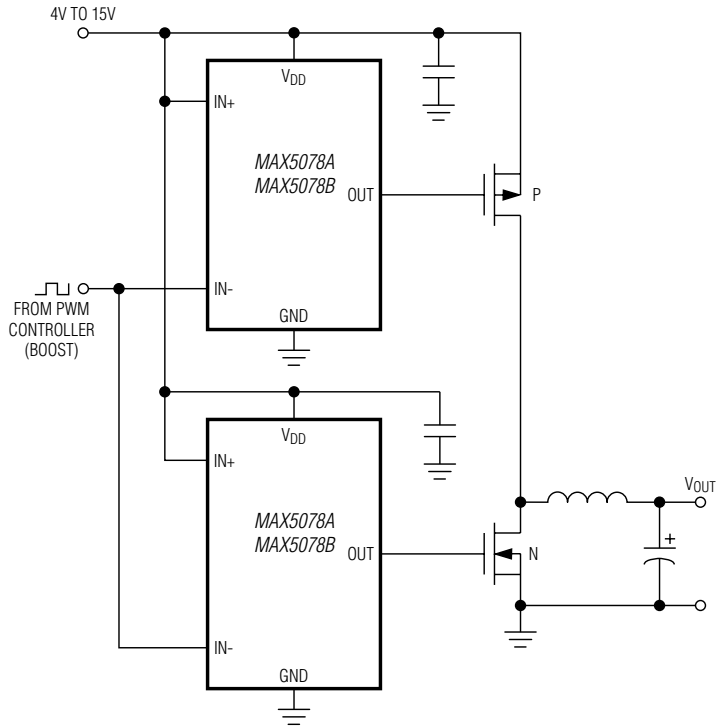 4V TO 15V
VDD
IN+
MAX5078A
MAX5078B
OUT
P
IN-
FROM PWM
CONTROLLER
(BOOST)
GND
VDD
IN+
VOUT
MAX5078A
MAX5078B
OUT
N
+
IN-
GND